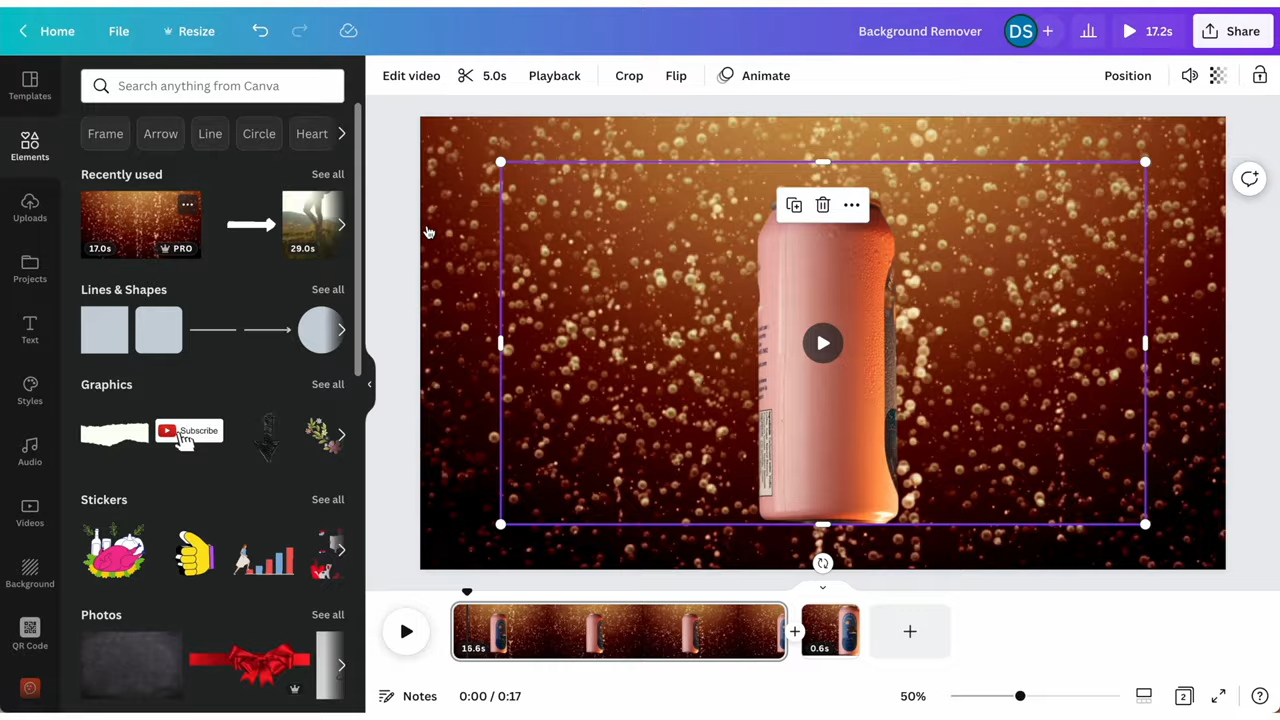 Home
File
Resize
Background Remover
DS
17.2s
Share
Templates
Elements
Uploads
Projects
Text
Styles
Audio
Videos
Background
QR Code
Search anything from Canva
Frame
Arrow
Line
Circle
Heart
Recently used
See all
17.0s
PRO
29.0s
Lines & Shapes
See all
Graphics
See all
Subscribe
Stickers
See all
Photos
See all
Edit video
5.0s
Playback
Crop
Flip
Animate
Position
15.6s
0.6s
Notes
0:00 / 0:17
50%
2